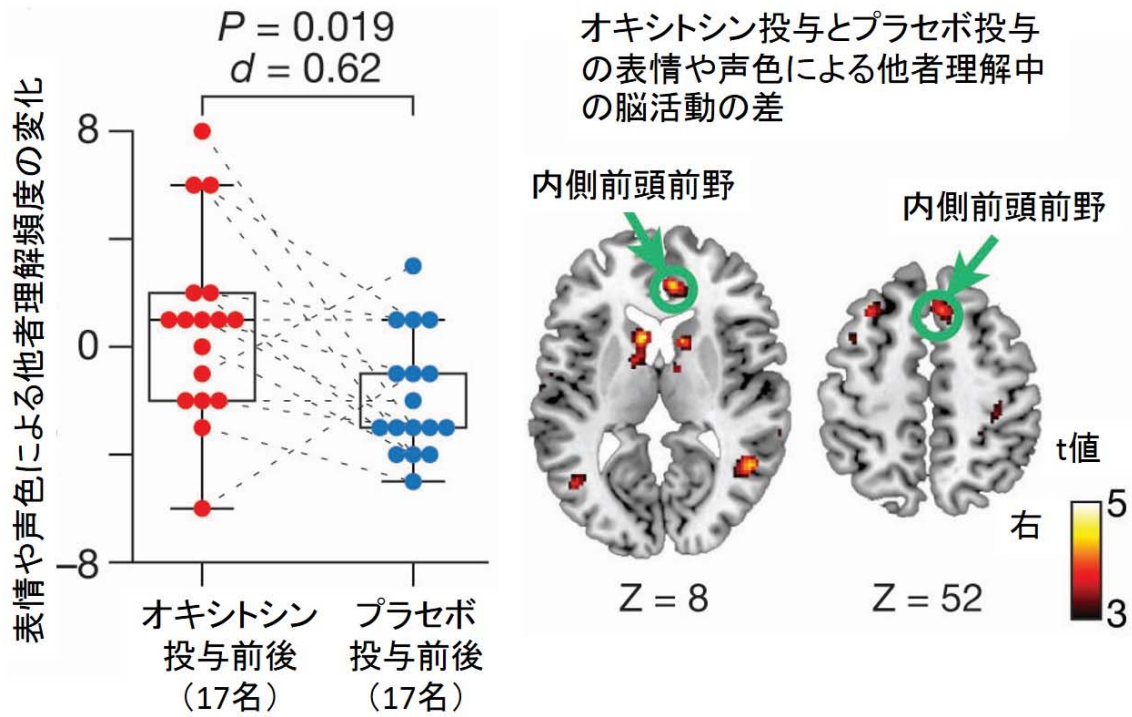 P = 0.019
d = 0.62
表情や声色による他者理解頻度の変化
8
0
−8
オキシトシン
投与前後
（17名）
プラセボ
投与前後
（17名）
オキシトシン投与とプラセボ投与
の表情や声色による他者理解中
の脳活動の差
内側前頭前野
内側前頭前野
Z = 8
Z = 52
右
t値
5
3